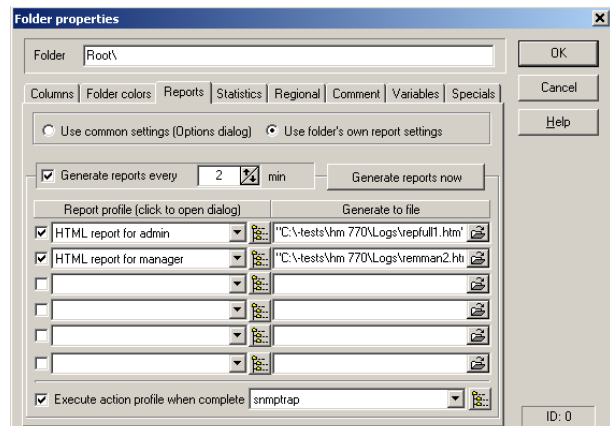 Folder properties
Folder Root\ OK
Columns Folder colors Reports Statistics Regional Comment Variables Specials Cancel
Use common settings (Options dialog) Use folder's own report settings Help
Generate reports every 2 min Generate reports now
Report profile (click to open dialog) Generate to file
HTML report for admin "C:\-tests\hm 770\Logs\repfull1.htm"
HTML report for manager "C:\-tests\hm 770\Logs\remman2.ht
Execute action profile when complete snmptrap
ID: 0